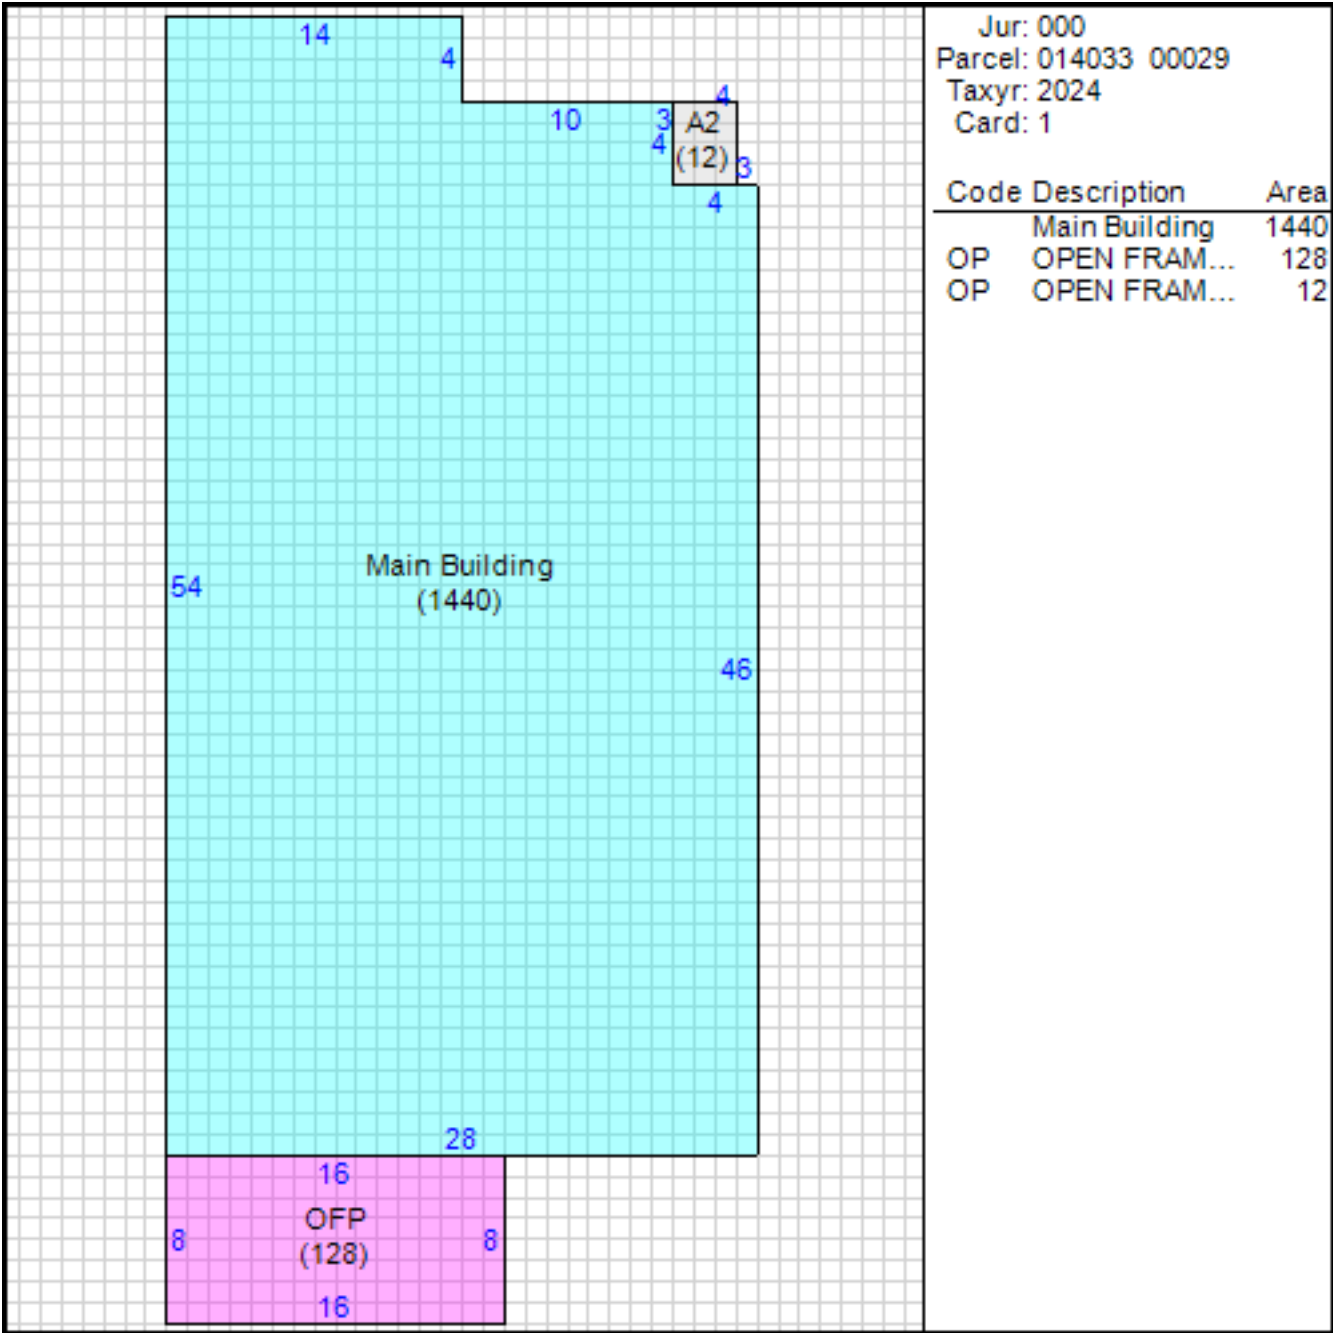 14
4
4
10
3
A2
4
(12)
3
4
Main Building
(1440)
54
46
28
16
OFP
8
8
(128)
16
Jur: 000
Parcel: 014033 00029
Taxyr: 2024
Card: 1
Code Description Area
Main Building 1440
OP OPEN FRAM... 128
OP OPEN FRAM... 12